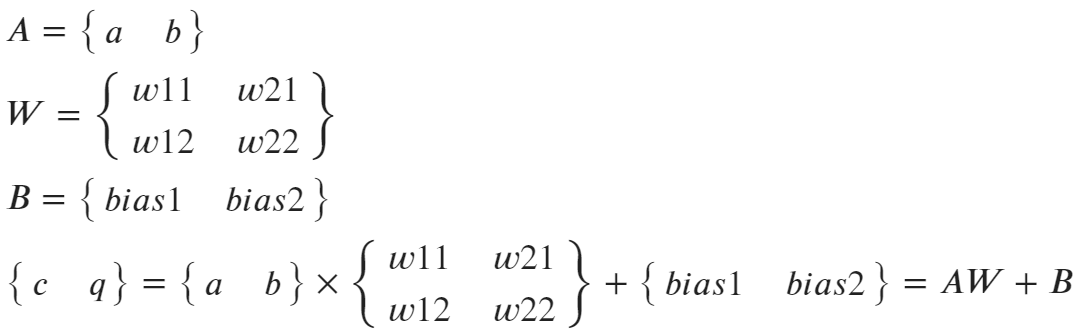 A = { a b }
W = { w11 w21
w12 w22 }
B = { bias1 bias2 }
{ c q } = { a b } × { w11 w21
w12 w22 } + { bias1 bias2 } = AW + B